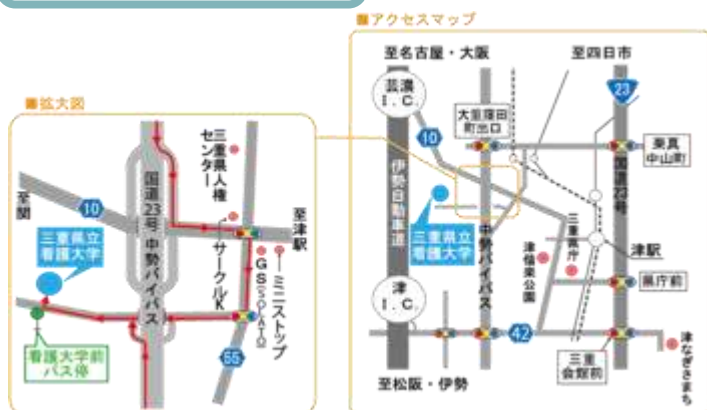 ■アクセスマップ
至名古屋・大阪
至四日市
芸濃
I.C.
23
大里窪田
町出口
10
栗真
中山町
伊勢自動車道
国道23号
三重県立
看護大学
中勢バイパス
三重県庁
津偕楽公園
津駅
県庁前
津
I.C.
42
三重
会館前
津なぎさまち
至松阪・伊勢
■拡大図
三重県人権
センター
国道23号 中勢バイパス
至関
10
至津駅
三重県立
看護大学
サークルK
GS(SOLATO)
ミニストップ
看護大学前
バス停
55